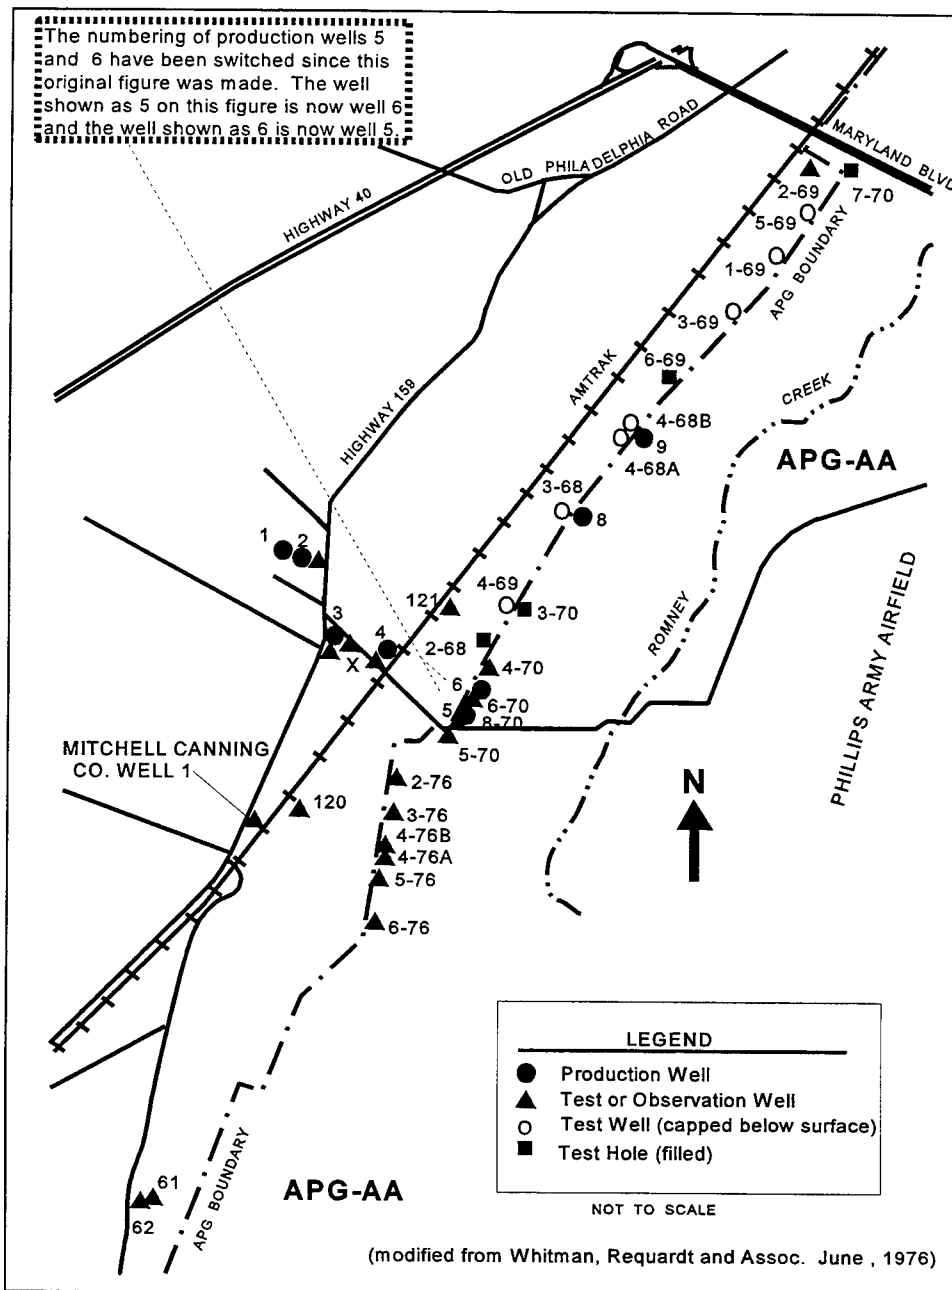 The numbering of production wells 5
and 6 have been switched since this
original figure was made. The well
shown as 5 on this figure is now well 6
and the well shown as 6 is now well 5.
MARYLAND BLVD
OLD PHILADELPHIA ROAD
HIGHWAY 40
2-69
7-70
5-69
1-69
APG BOUNDARY
3-69
6-69
AMTRAK
CREEK
HIGHWAY 159
4-68B
9
4-68A
APG-AA
3-68
8
1
2
4-69
121
3-70
3
4
2-68
X
4-70
ROMNEY
6
6-70
5
8-70
5-70
PHILLIPS ARMY AIRFIELD
MITCHELL CANNING
CO. WELL 1
2-76
N
120
3-76
4-76B
4-76A
5-76
6-76
LEGEND
Production Well
Test or Observation Well
Test Well (capped below surface)
Test Hole (filled)
APG BOUNDARY
APG-AA
61
62
NOT TO SCALE
(modified from Whitman, Requardt and Assoc. June , 1976)